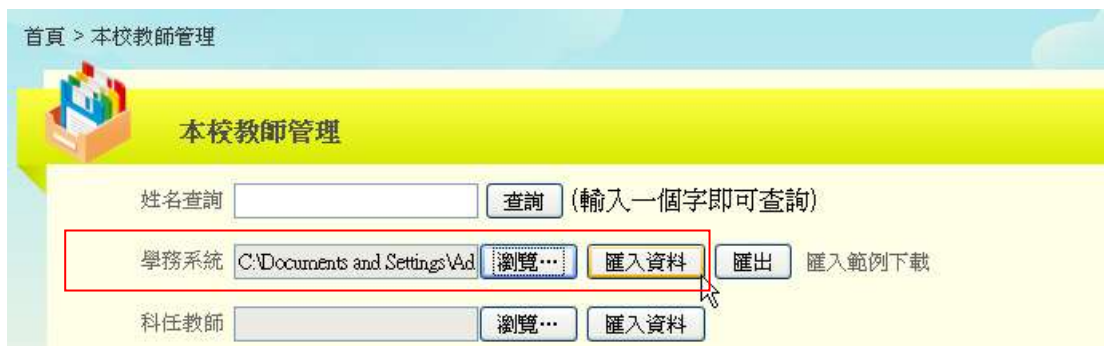 首頁 > 本校教師管理
本校教師管理
姓名查詢 查詢 (輸入一個字即可查詢)
學務系統 C:\Documents and Settings\Ad 瀏覽… 匯入資料 匯出 匯入範例下載
科任教師 瀏覽… 匯入資料